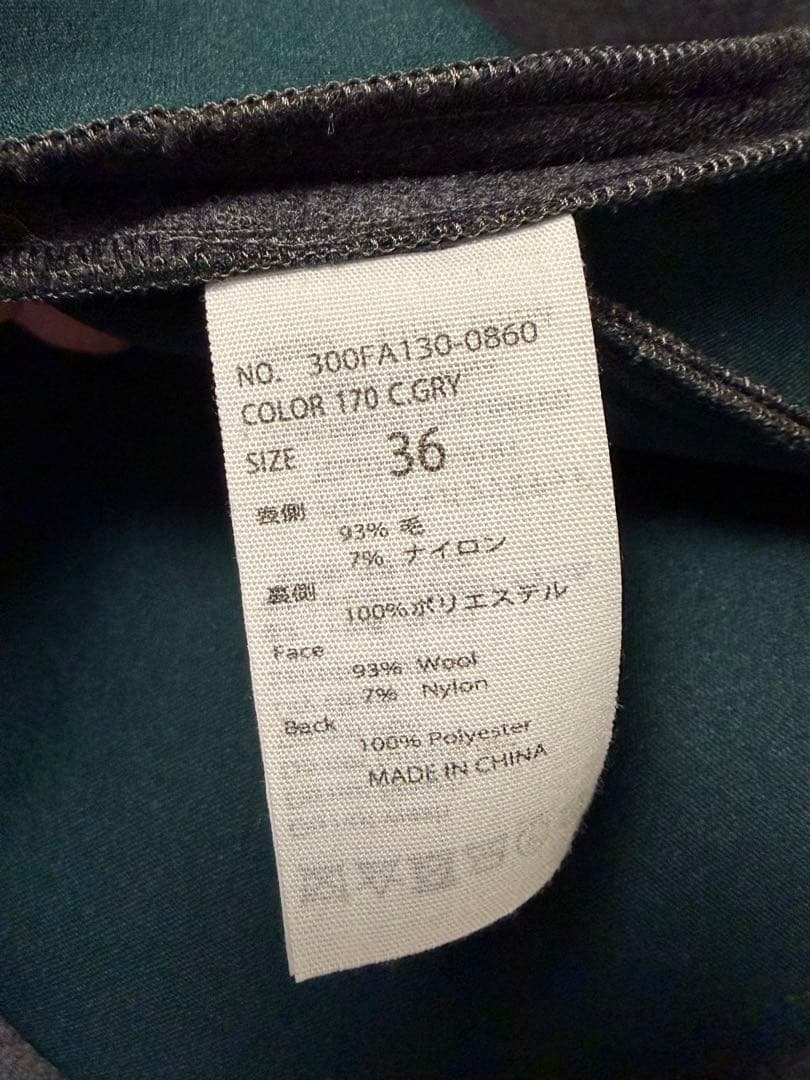 NO. 300FA130-0860
COLOR 170 C.GRY
SIZE 36
表側
93% 毛
7% ナイロン
裏側
100%ポリエステル
Face
93% Wool
7% Nylon
Back
100% Polyester
MADE IN CHINA